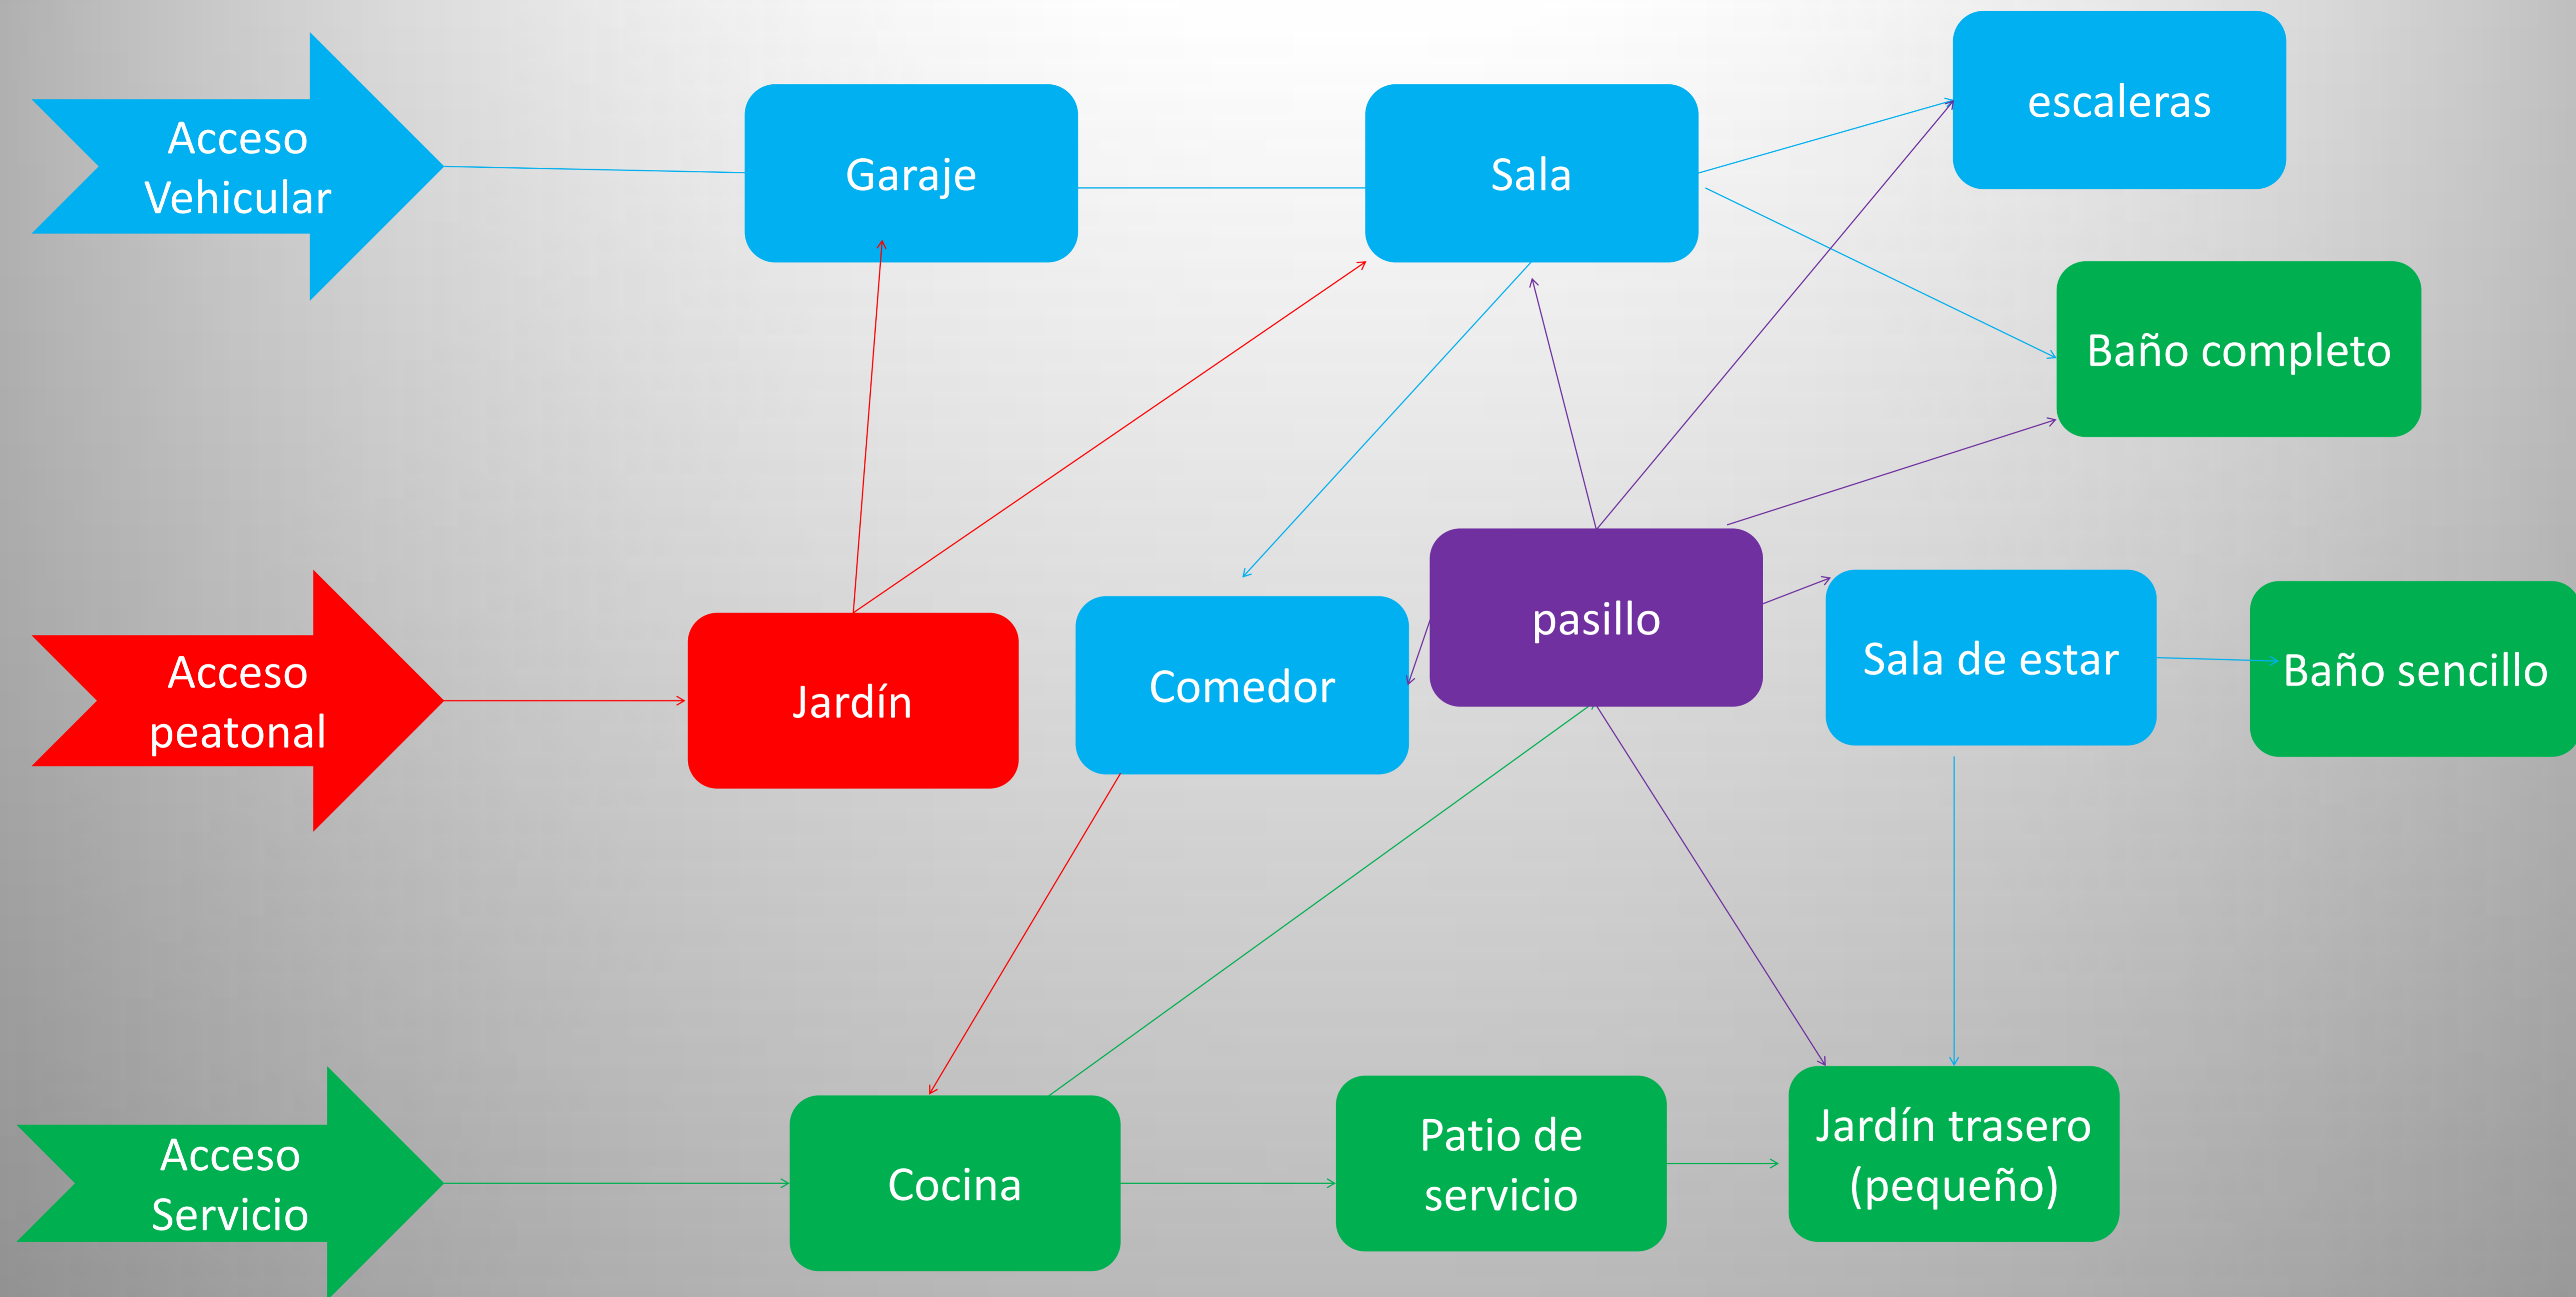 Acceso
Vehicular
Garaje
Sala
escaleras
Baño completo
Acceso
peatonal
Jardín
Comedor
pasillo
Sala de estar
Baño sencillo
Acceso
Servicio
Cocina
Patio de
servicio
Jardín trasero
(pequeño)